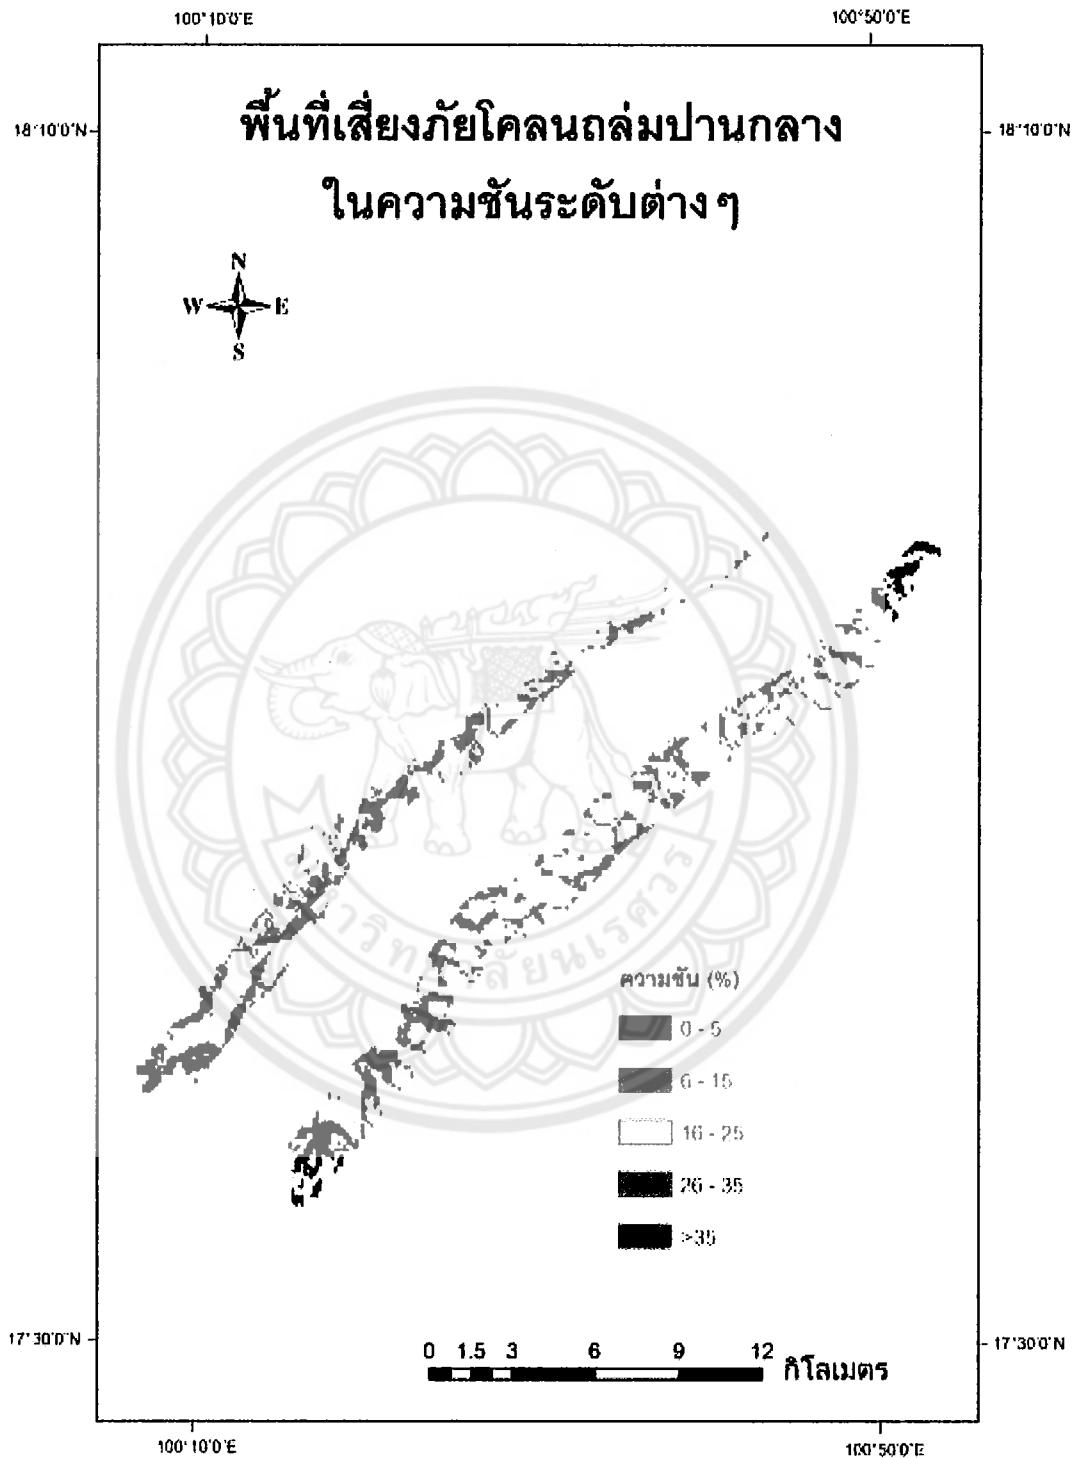 100°10'0"E
100°50'0"E
18°10'0"N
18°10'0"N
พื้นที่เสี่ยงภัยโคลนถล่มปานกลาง
ในความชันระดับต่างๆ
N
W
E
S
ความชัน (%)
0 - 5
6 - 15
16 - 25
26 - 35
>35
17°30'0"N
17°30'0"N
0 1.5 3 6 9 12 กิโลเมตร
100°10'0"E
100°50'0"E